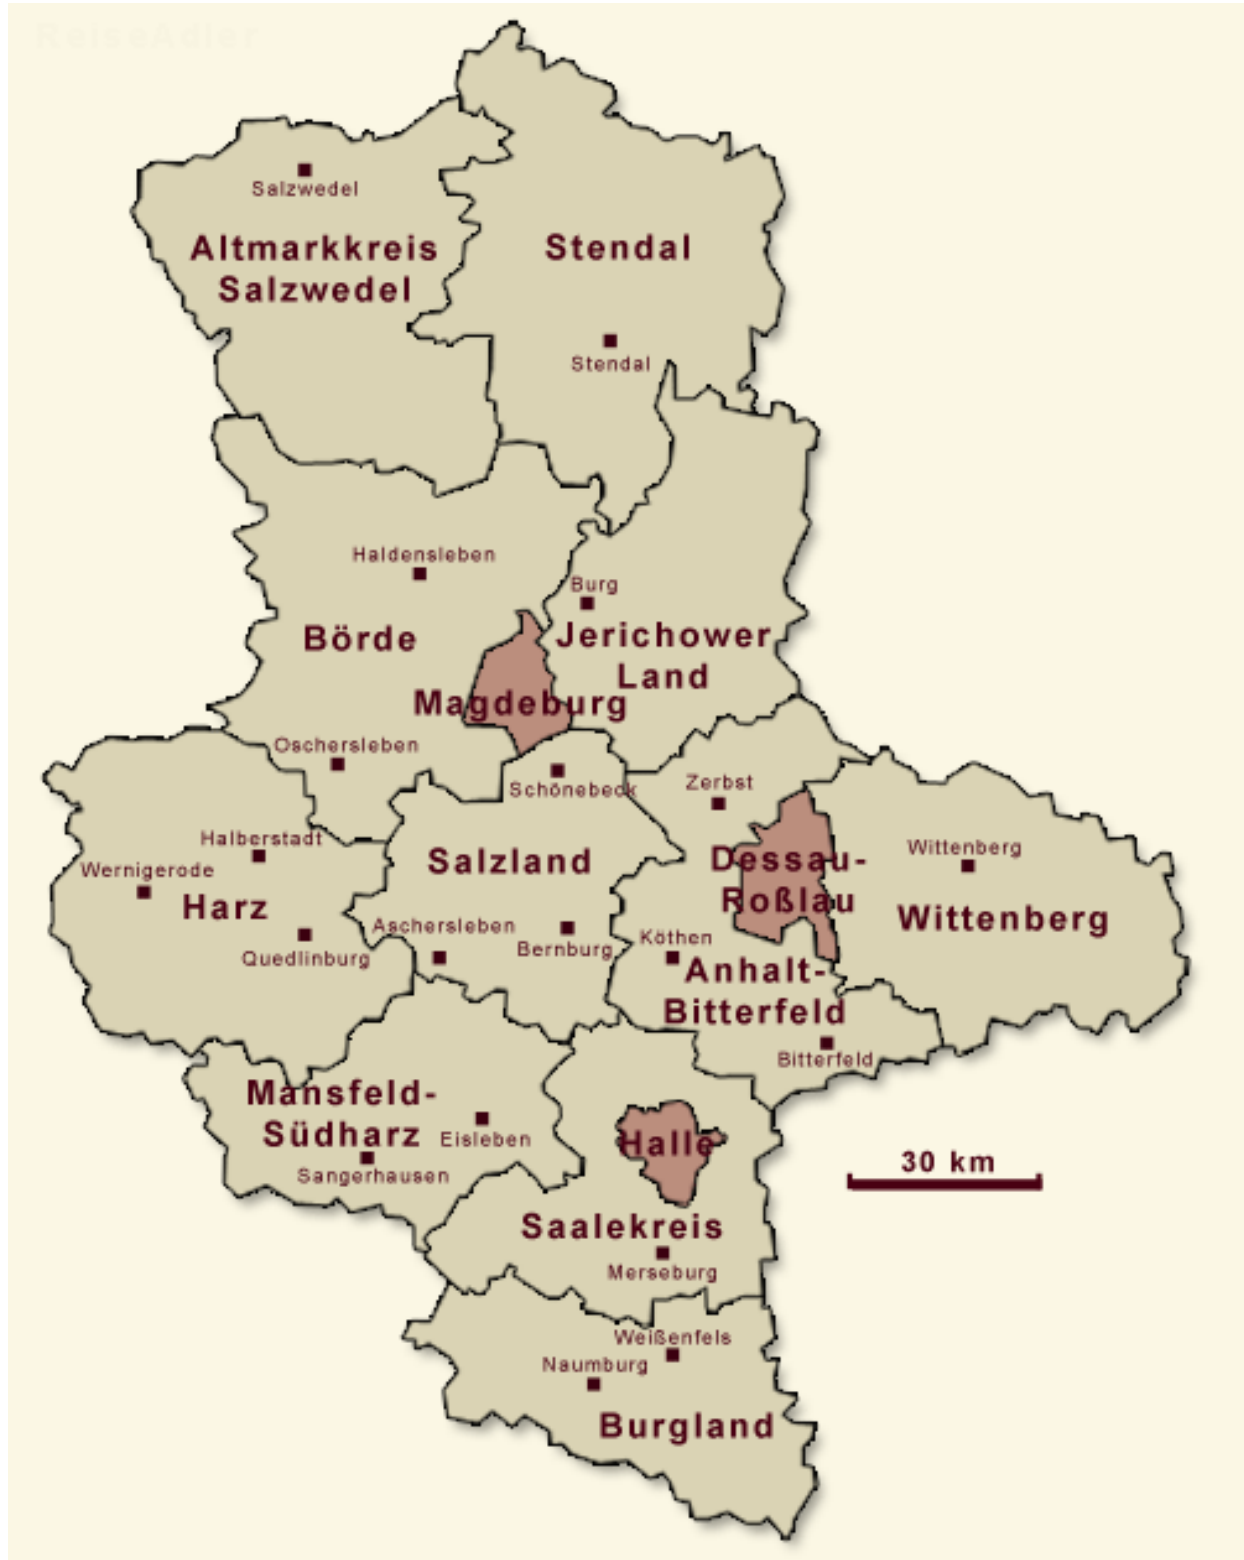 ReiseAdler
Salzwedel
Altmarkkreis
Salzwedel
Stendal
Stendal
Haldensleben
Burg
Börde
Jerichower
Land
Magdeburg
Oschersleben
Schönebeck
Zerbst
Halberstadt
Wernigerode
Harz
Quedlinburg
Salzland
Aschersleben
Bernburg
Dessau-
Roßlau
Wittenberg
Wittenberg
Köthen
Anhalt-
Bitterfeld
Bitterfeld
Mansfeld-
Südharz
Eisleben
Sangerhausen
Halle
30 km
Saalekreis
Merseburg
Weißenfels
Naumburg
Burgland